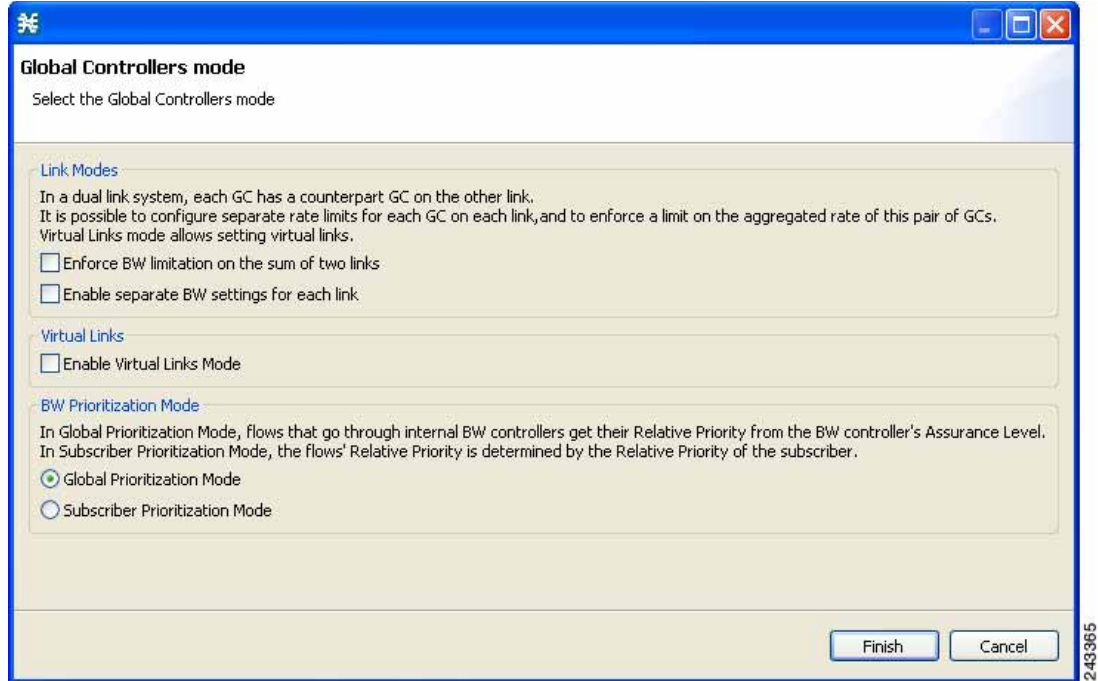 Global Controllers mode
Select the Global Controllers mode
Link Modes
In a dual link system, each GC has a counterpart GC on the other link.
It is possible to configure separate rate limits for each GC on each link,and to enforce a limit on the aggregated rate of this pair of GCs.
Virtual Links mode allows setting virtual links.
Enforce BW limitation on the sum of two links
Enable separate BW settings for each link
Virtual Links
Enable Virtual Links Mode
BW Prioritization Mode
In Global Prioritization Mode, flows that go through internal BW controllers get their Relative Priority from the BW controller's Assurance Level.
In Subscriber Prioritization Mode, the flows' Relative Priority is determined by the Relative Priority of the subscriber.
Global Prioritization Mode
Subscriber Prioritization Mode
Finish
Cancel
243365